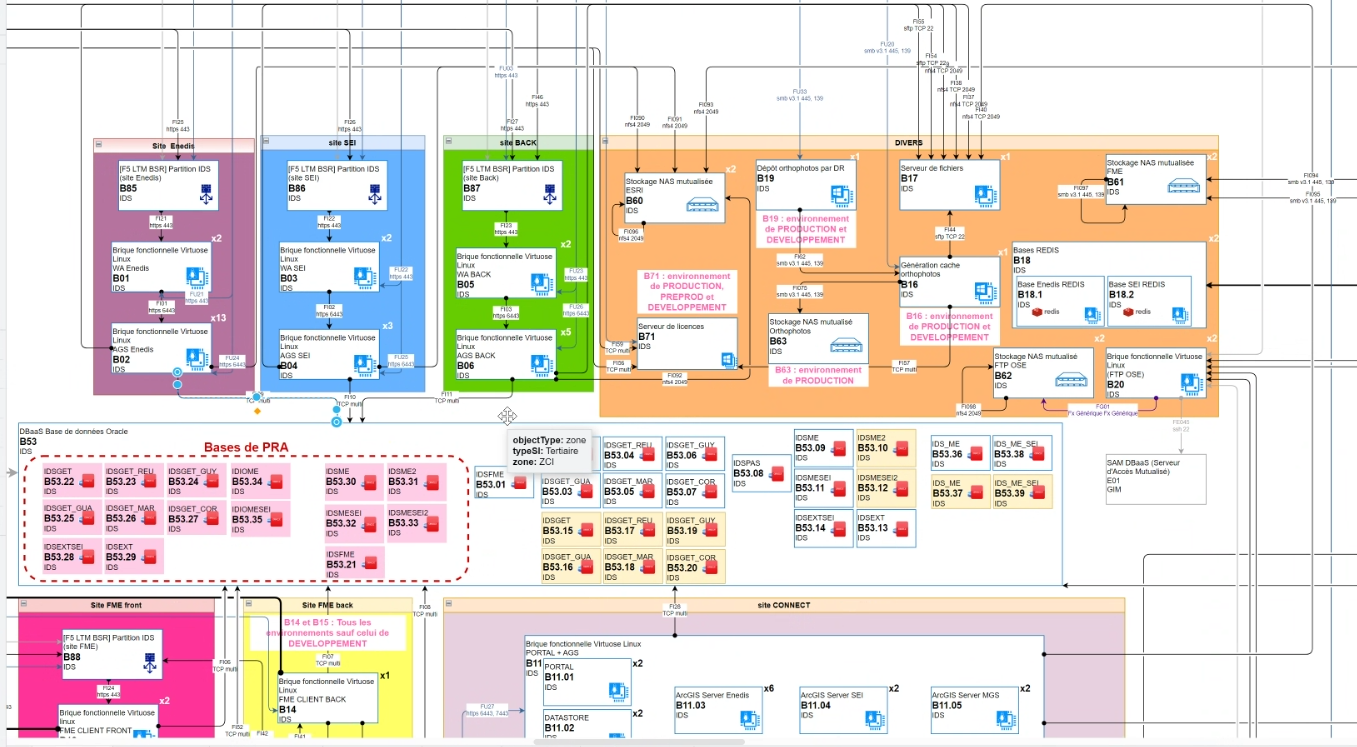 FI55
sftp TCP 22
FU20
smb v3.1 445, 139
FI54
sftp TCP 22
nfs4 TCP 2049
FI38
nfs4 TCP 2049
FI37
TCP 2049
FI40
nfs4 TCP 2049
https 443
FU33
smb v3.1 445, 139
FI46
https 443
FI090
nfs4 2049
FI091
nfs4 2049
FI093
nfs4 2049
FI25
https 443
FI26
https 443
FI27
https 443
Site Enedis
site SEI
site BACK
DIVERS
[F5 LTM BSR] Partition IDS
(site Enedis)
B85
IDS
[F5 LTM BSR] Partition IDS
(site SEI)
B86
IDS
[F5 LTM BSR] Partition IDS
(site Back)
B87
IDS
x2
Stockage NAS mutualisée
ESRI
B60
IDS
x1
Dépôt orthophotos par DR
B19
IDS
x1
Serveur de fichiers
B17
IDS
x2
Stockage NAS mutualisée
FME
B61
IDS
FI097
smb v3.1 445, 139
FI094
smb v3.1 445, 139
FI095
smb v3.1 445, 139
FI21
https 443
FI22
https 443
FI23
https 443
FI096
nfs4 2049
B19 : environnement
de PRODUCTION et
DEVELOPPEMENT
FI44
sftp TCP 22
x2
Brique fonctionnelle Virtuose
Linux
WA Enedis
B01
IDS
x2
Brique fonctionnelle Virtuose
Linux
WA SEI
B03
IDS
x2
Brique fonctionnelle Virtuose
Linux
WA BACK
B05
IDS
FU21
https 443
FU22
https 443
FU23
https 443
FI62
smb v3.1 445, 139
x1
Génération cache
orthophotos
B16
IDS
x2
Bases REDIS
B18
IDS
Base Enedis REDIS
B18.1
IDS
redis
Base SEI REDIS
B18.2
IDS
redis
B71 : environnement
de PRODUCTION,
PREPROD et
DEVELOPPEMENT
FI075
smb v3.1 445, 139
B16 : environnement
de PRODUCTION et
DEVELOPPEMENT
FI01
https 6443
FI02
https 6443
FI03
https 6443
FU26
https 6443
x13
Brique fonctionnelle Virtuose
Linux
AGS Enedis
B02
IDS
x3
Brique fonctionnelle Virtuose
Linux
AGS SEI
B04
IDS
x5
Brique fonctionnelle Virtuose
Linux
AGS BACK
B06
IDS
FU24
https 6443
FU25
https 6443
Serveur de licences
B71
IDS
Stockage NAS mutualisé
Orthophotos
B63
IDS
B63 : environnement
de PRODUCTION
FI59
TCP multi
FI56
TCP multi
FI092
nfs4 2049
FI57
TCP multi
x2
Stockage NAS mutualisé
FTP OSE
B62
IDS
x2
Brique fonctionnelle Virtuose
Linux
(FTP OSE)
B20
IDS
FI098
nfs4 2049
FG01
Fx Générique Fx Générique
ssh 22
TCP multi
FI10
TCP multi
FI11
TCP multi
DBaaS Base de données Oracle
B53
IDS
Bases de PRA
objectType: zone
typeSI: Tertiaire
zone: ZCI
IDSGET
B53.22
IDS
IDSGET_REU
B53.23
IDS
IDSGET_GUY
B53.24
IDS
IDIOME
B53.34
IDS
IDSME
B53.30
IDS
IDSME2
B53.31
IDS
IDSGET_GUA
B53.25
IDS
IDSGET_MAR
B53.26
IDS
IDSGET_COR
B53.27
IDS
IDIOMESEI
B53.35
IDS
IDSMESEI
B53.32
IDS
IDSMESEI2
B53.33
IDS
IDSEXTSEI
B53.28
IDS
IDSEXT
B53.29
IDS
IDSFME
B53.21
IDS
IDSFME
B53.01
IDS
IDSGET_REU
B53.04
IDS
IDSGET_GUY
B53.06
IDS
IDSGET_GUA
B53.03
IDS
IDSGET_MAR
B53.05
IDS
IDSGET_COR
B53.07
IDS
IDSGET
B53.15
IDS
IDSGET_REU
B53.17
IDS
IDSGET_GUY
B53.19
IDS
IDSGET_GUA
B53.16
IDS
IDSGET_MAR
B53.18
IDS
IDSGET_COR
B53.20
IDS
IDSPAS
B53.08
IDS
IDSME
B53.09
IDS
IDSME2
B53.10
IDS
IDSMESEI
B53.11
IDS
IDSMESEI2
B53.12
IDS
IDSEXTSEI
B53.14
IDS
IDSEXT
B53.13
IDS
IDS_ME
B53.36
IDS
IDS_ME_SEI
B53.38
IDS
IDS_ME
B53.37
IDS
IDS_ME_SEI
B53.39
IDS
SAM DBaaS (Serveur
d'Accès Mutualisé)
E01
GIM
Site FME front
Site FME back
site CONNECT
FI08
TCP multi
FI28
TCP multi
[F5 LTM BSR] Partition IDS
(site FME)
B88
IDS
B14 et B15 : Tous les
environnements sauf celui de
DEVELOPPEMENT
FI06
TCP multi
FI07
TCP multi
x1
Brique fonctionnelle Virtuose
Linux
FME CLIENT BACK
B14
IDS
FI24
https 443
x2
Brique fonctionnelle Virtuose
linux
FME CLIENT FRONT
FI52
TCP multi
FI42
FI41
Brique fonctionnelle Virtuose Linux
PORTAL + AGS
B11
IDS
x2
PORTAL
B11.01
IDS
x2
DATASTORE
B11.02
IDS
FU27
https 6443, 7443
x6
ArcGIS Server Enedis
B11.03
IDS
x2
ArcGIS Server SEI
B11.04
IDS
x2
ArcGIS Server MGS
B11.05
IDS